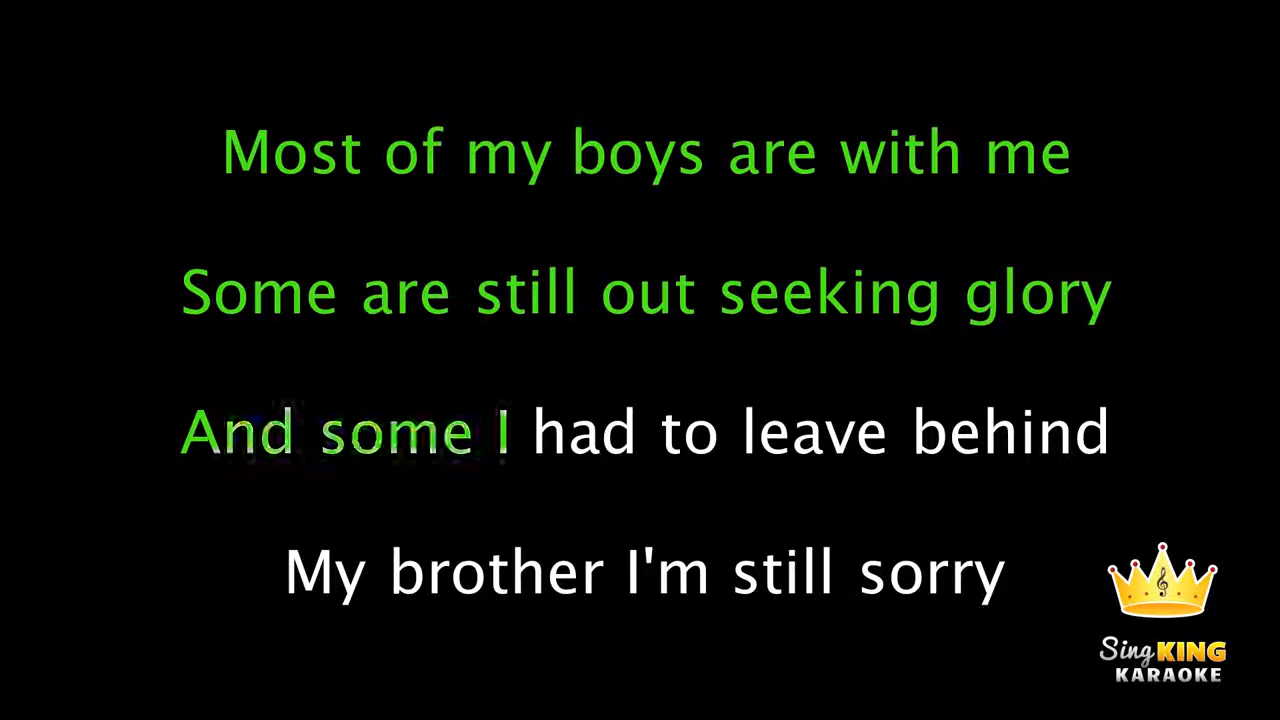 Most of my boys are with me
Some are still out seeking glory
And some I had to leave behind
My brother I'm still sorry
Sing KING
KARAOKE